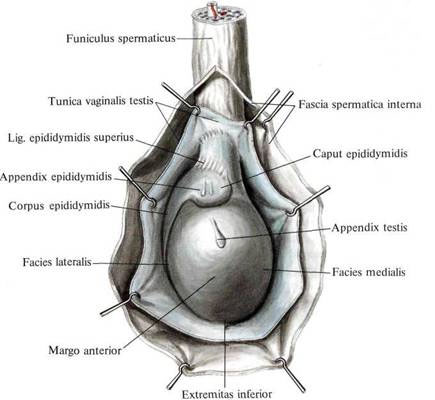 Funiculus spermaticus
Tunica vaginalis testis
Fascia spermatica interna
Lig. epididymidis superius
Caput epididymidis
Appendix epididymidis
Corpus epididymidis
Appendix testis
Facies lateralis
Facies medialis
Margo anterior
Extremitas inferior